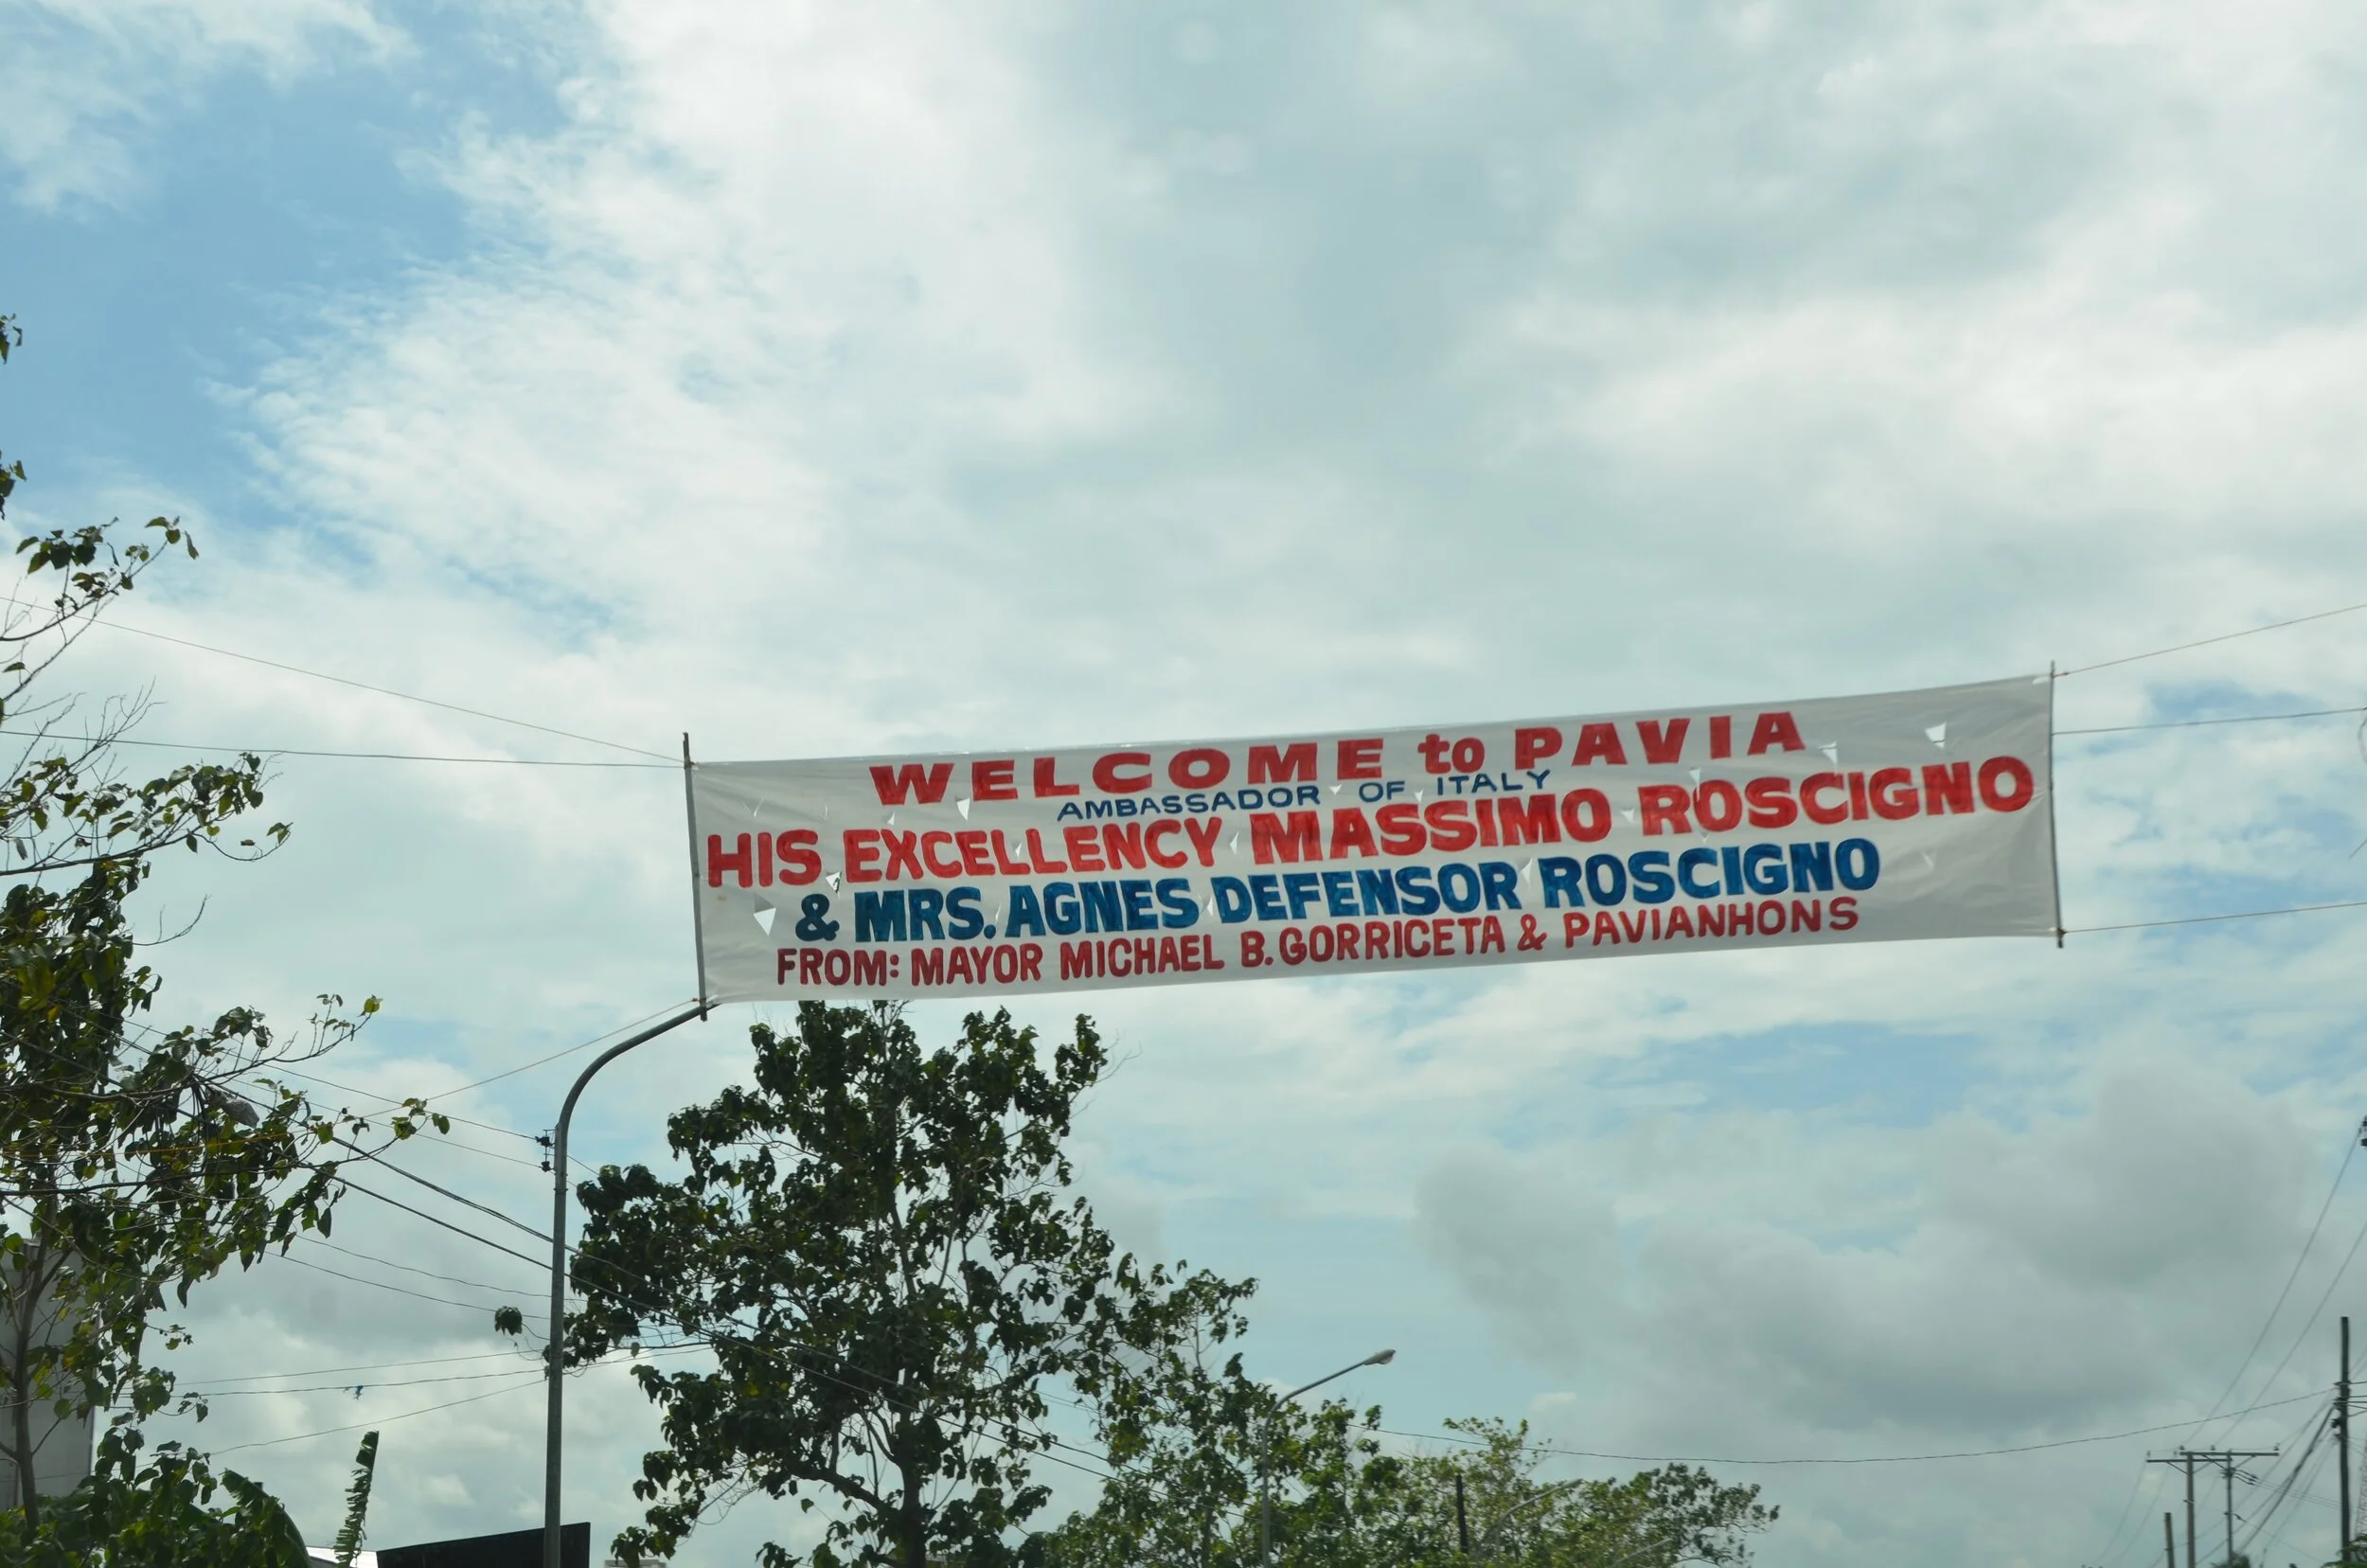 WELCOME to PAVIA
AMBASSADOR OF ITALY
HIS EXCELLENCY MASSIMO ROSCIGNO
& MRS. AGNES DEFENSOR ROSCIGNO
FROM: MAYOR MICHAEL B. GORRICETA & PAVIANHONS